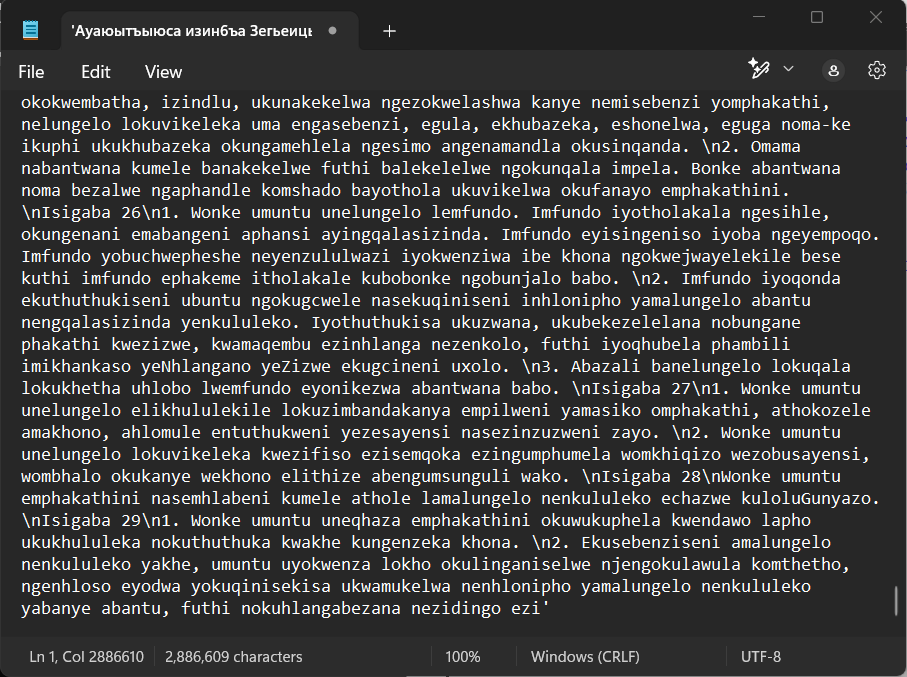 'Ауаюытъыюса изинбъа Зегьеиць
File
Edit
View
okokwembatha, izindlu, ukunakekelwa ngezokwelashwa kanye nemisebenzi yomphakathi,
nelungelo lokuvikeleka uma engasebenzi, egula, ekhubazeka, eshonelwa, eguga noma-ke
ikuphi ukukhubazeka okungamehlela ngesimo angenamandla okusinqanda. \n2. Omama
nabantwana kumele banakekelwe futhi balekelelwe ngokunqala impela. Bonke abantwana
noma bezalwe ngaphandle komshado bayothola ukuvikelwa okufanayo emphakathini.
\nIsigaba 26\n1. Wonke umuntu unelungelo lemfundo. Imfundo iyotholakala ngesihle,
okungenani emabangeni aphansi ayingqalasizinda. Imfundo eyisingeniso iyoba ngeyempoqo.
Imfundo yobuchwepheshe neyenzululwazi iyokwenziwa ibe khona ngokwejwayelekile bese
kuthi imfundo ephakeme itholakale kubobonke ngobunjalo babo. \n2. Imfundo iyoqonda
ekuthuthukiseni ubuntu ngokugcwele nasekuqiniseni inhlonipho yamalungelo abantu
nengqalasizinda yenkululeko. Iyothuthukisa ukuzwana, ukubekezelelana nobungane
phakathi kwezizwe, kwamaqembu ezinhlanga nezenkolo, futhi iyoqhubela phambili
imikhankaso yeNhlangano yeZizwe ekugcineni uxolo. \n3. Abazali banelungelo lokuqala
lokukhetha uhlobo lwemfundo eyonikezwa abantwana babo. \nIsigaba 27\n1. Wonke umuntu
unelungelo elikhululekile lokuzimbandakanya empilweni yamasiko omphakathi, athokozele
amakhono, ahlomule entuthukweni yezesayensi nasezinzuzweni zayo. \n2. Wonke umuntu
unelungelo lokuvikeleka kwezifiso ezisemqoka ezingumphumela womkhiqizo wezobusayensi,
wombhalo okukanye wekhono elithize abengumsunguli wako. \nIsigaba 28\nWonke umuntu
emphakathini nasemhlabeni kumele athole lamalungelo nenkululeko echazwe kuloluGunyazo.
\nIsigaba 29\n1. Wonke umuntu uneqhaza emphakathini okuwukuphela kwendawo lapho
ukukhululeka nokuthuthuka kwakhe kungenzeka khona. \n2. Ekusebenziseni amalungelo
nenkululeko yakhe, umuntu uyokwenza lokho okulinganiselwe njengokulawula komthetho,
ngenhloso eyodwa yokuqinisekisa ukwamukelwa nenhlonipho yamalungelo nenkululeko
yabanye abantu, futhi nokuhlangabezana nezidingo ezi'
Ln 1, Col 2886610
2,886,609 characters
100%
Windows (CRLF)
UTF-8